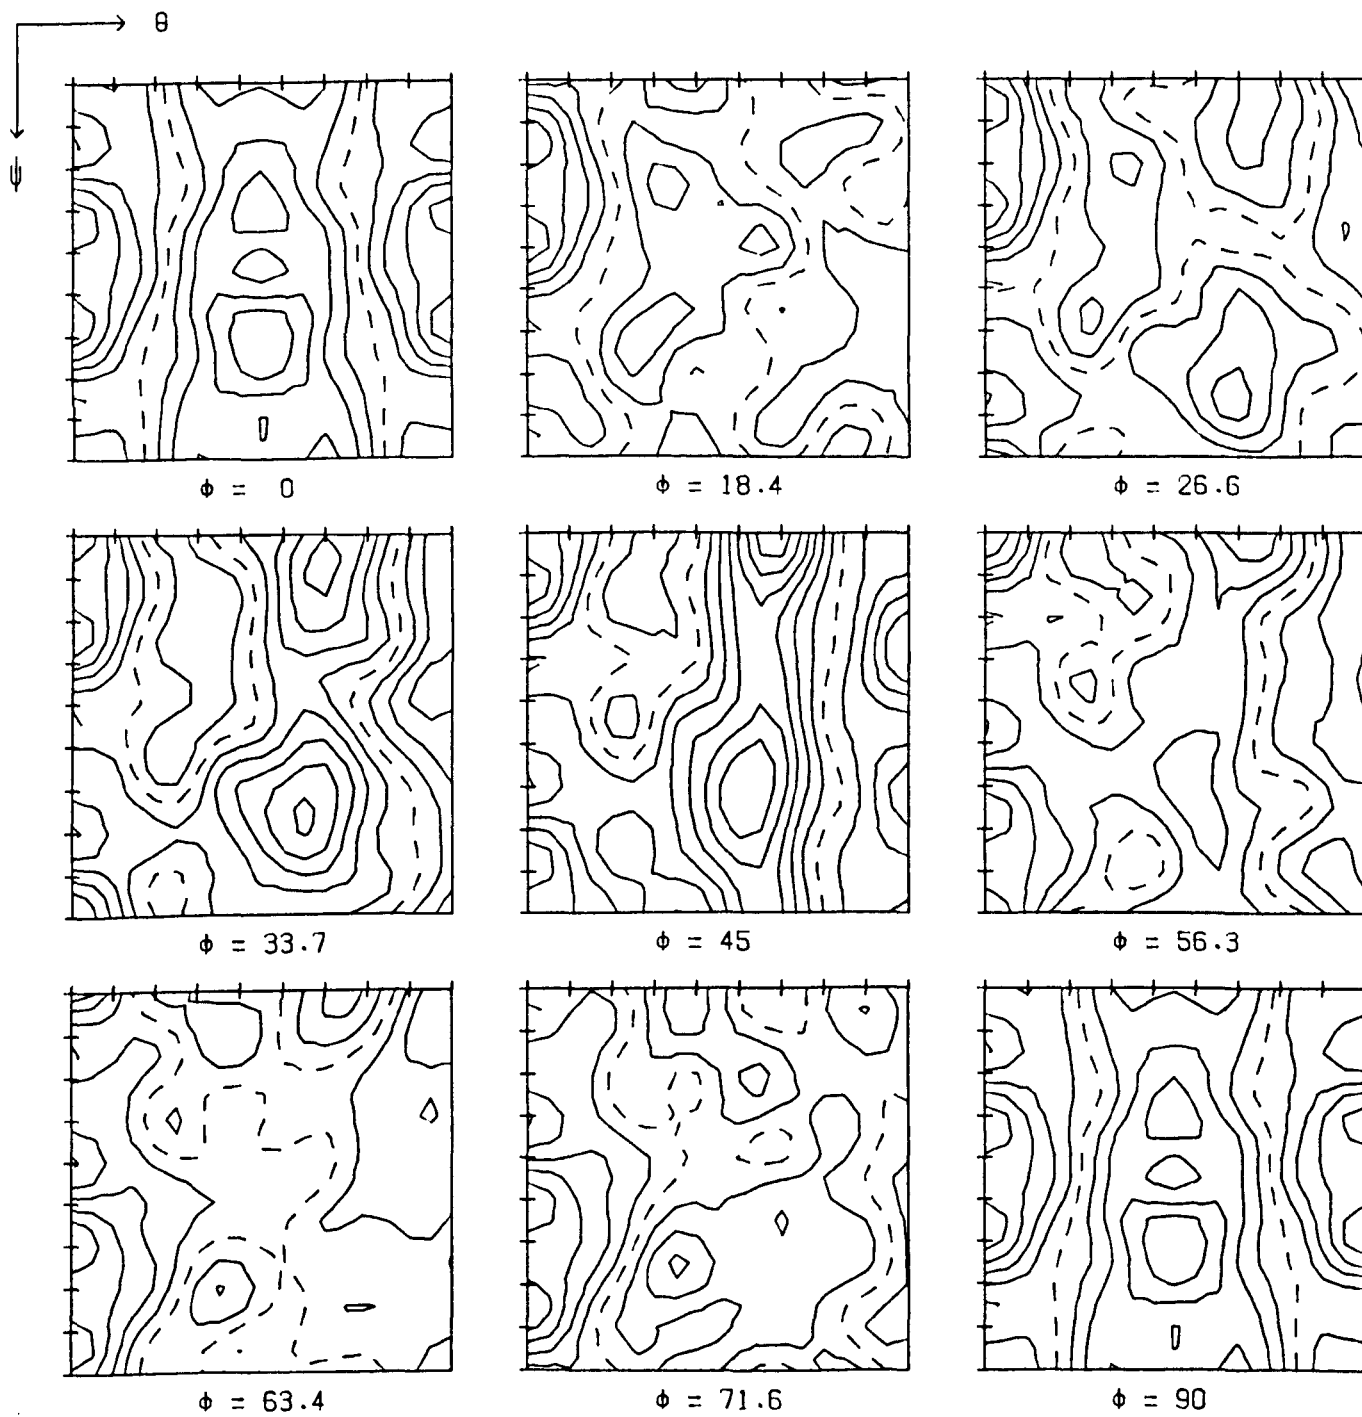 θ
ψ
ϕ = 0
ϕ = 18.4
ϕ = 26.6
ϕ = 33.7
ϕ = 45
ϕ = 56.3
ϕ = 63.4
ϕ = 71.6
ϕ = 90